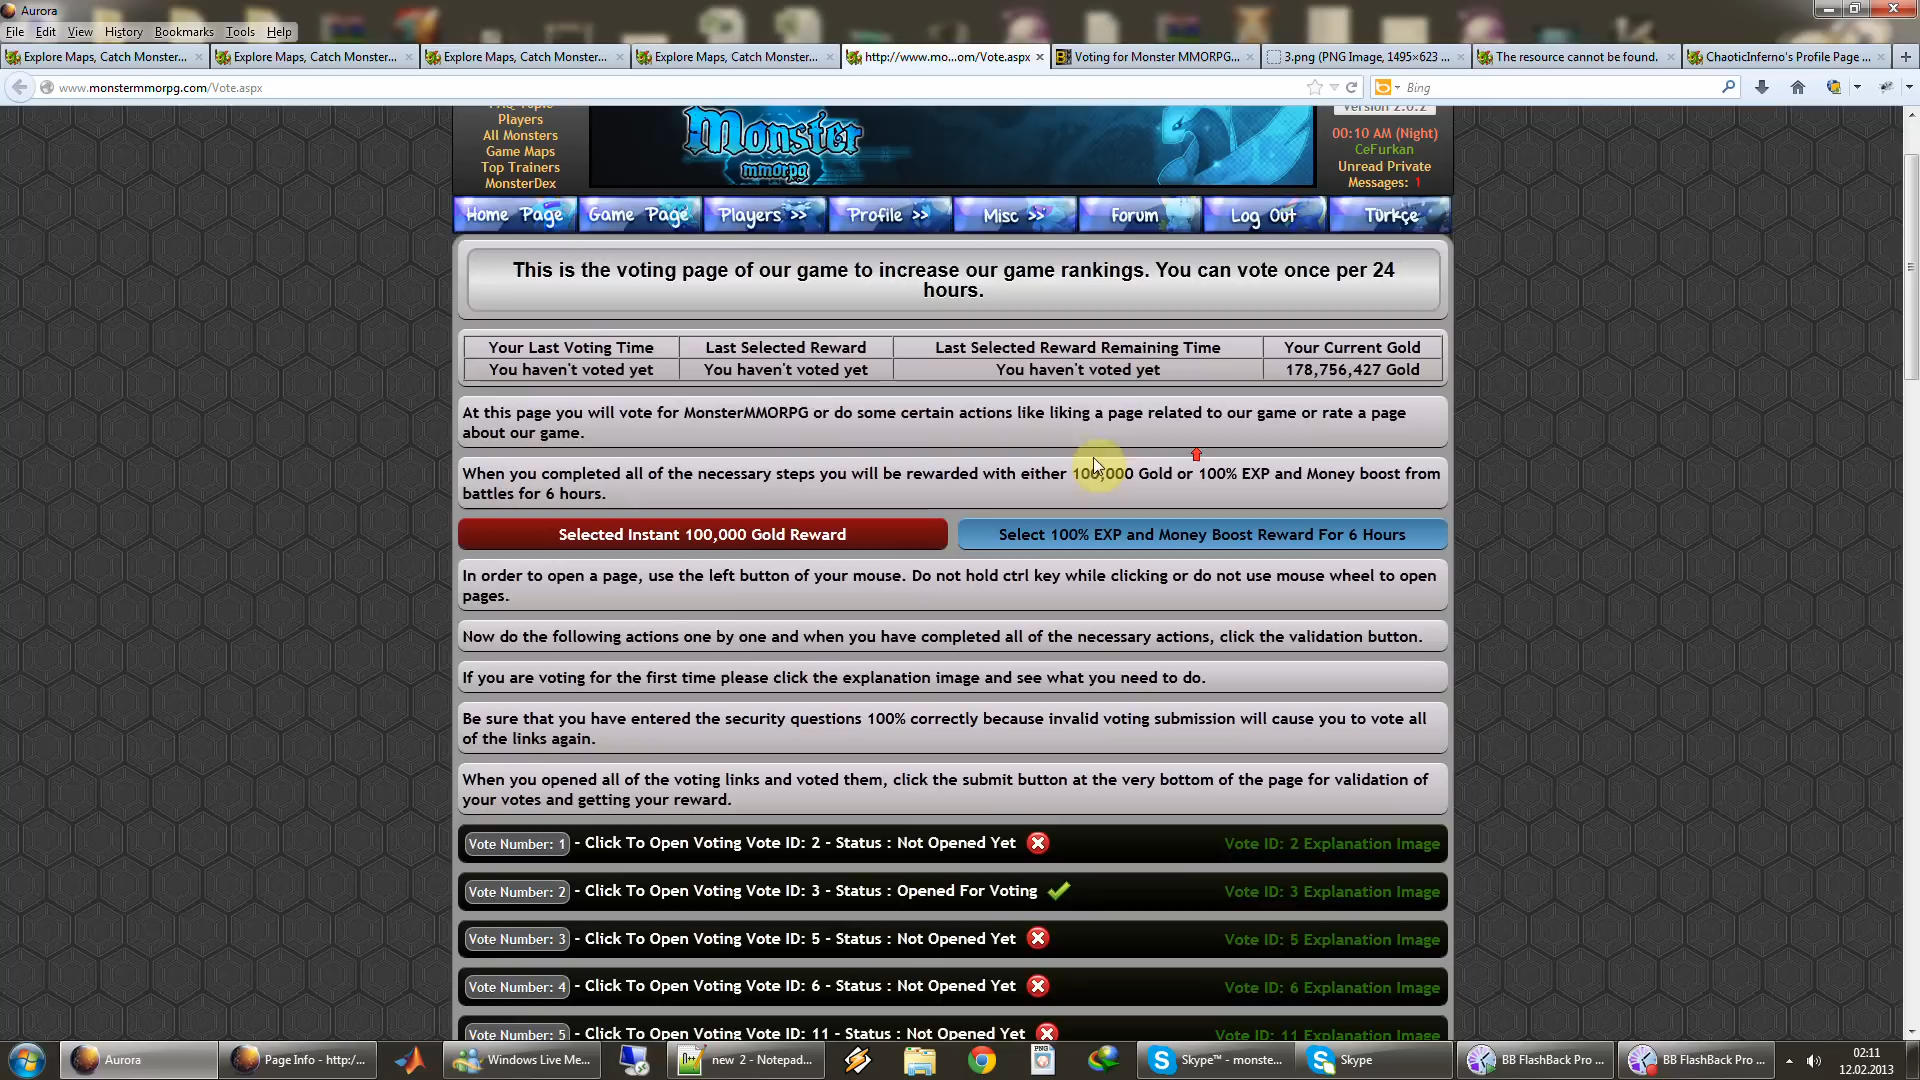 Aurora
File Edit View History Bookmarks Tools Help
Explore Maps, Catch Monster... Explore Maps, Catch Monster... Explore Maps, Catch Monster... Explore Maps, Catch Monster... http://www.mo...om/Vote.aspx Voting for Monster MMORPG... 3.png (PNG Image, 1495×623 ... The resource cannot be found. ChaoticInferno's Profile Page ...
www.monstermmorpg.com/Vote.aspx
Bing
Players
All Monsters
Game Maps
Top Trainers
MonsterDex
Monster
mmorpg
Version 2.0.2
00:10 AM (Night)
CeFurkan
Unread Private
Messages: 1
Home Page Game Page Players >> Profile >> Misc >> Forum Log Out Türkçe
This is the voting page of our game to increase our game rankings. You can vote once per 24
hours.
Your Last Voting Time Last Selected Reward Last Selected Reward Remaining Time Your Current Gold
You haven't voted yet You haven't voted yet You haven't voted yet 178,756,427 Gold
At this page you will vote for MonsterMMORPG or do some certain actions like liking a page related to our game or rate a page
about our game.
When you completed all of the necessary steps you will be rewarded with either 100,000 Gold or 100% EXP and Money boost from
battles for 6 hours.
Selected Instant 100,000 Gold Reward Select 100% EXP and Money Boost Reward For 6 Hours
In order to open a page, use the left button of your mouse. Do not hold ctrl key while clicking or do not use mouse wheel to open
pages.
Now do the following actions one by one and when you have completed all of the necessary actions, click the validation button.
If you are voting for the first time please click the explanation image and see what you need to do.
Be sure that you have entered the security questions 100% correctly because invalid voting submission will cause you to vote all
of the links again.
When you opened all of the voting links and voted them, click the submit button at the very bottom of the page for validation of
your votes and getting your reward.
Vote Number: 1 - Click To Open Voting Vote ID: 2 - Status : Not Opened Yet Vote ID: 2 Explanation Image
Vote Number: 2 - Click To Open Voting Vote ID: 3 - Status : Opened For Voting Vote ID: 3 Explanation Image
Vote Number: 3 - Click To Open Voting Vote ID: 5 - Status : Not Opened Yet Vote ID: 5 Explanation Image
Vote Number: 4 - Click To Open Voting Vote ID: 6 - Status : Not Opened Yet Vote ID: 6 Explanation Image
Vote Number: 5 - Click To Open Voting Vote ID: 11 - Status : Not Opened Yet Vote ID: 11 Explanation Image
Aurora Page Info - http:/... Windows Live Me... new 2 - Notepad... Skype™ - monste... Skype BB FlashBack Pro ... BB FlashBack Pro ...
02:11
12.02.2013